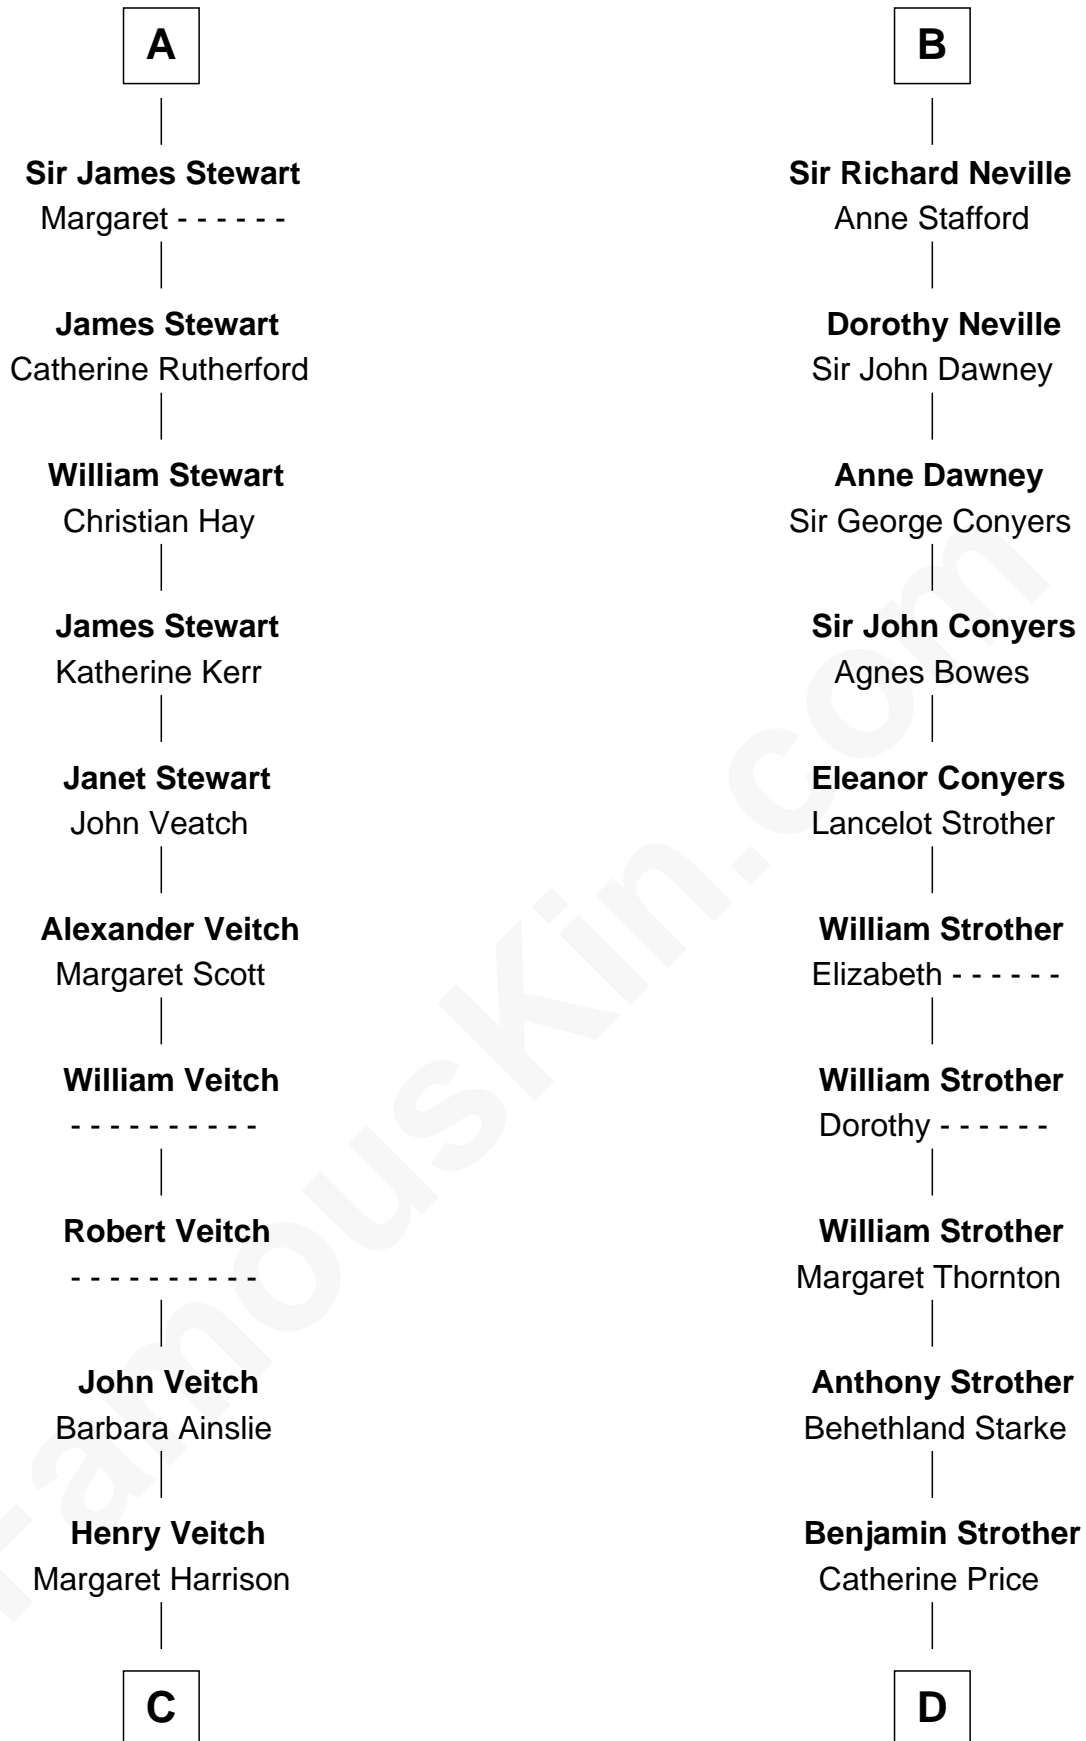 A
Sir James Stewart
Margaret - - - - - -
James Stewart
Catherine Rutherford
William Stewart
Christian Hay
James Stewart
Katherine Kerr
Janet Stewart
John Veatch
Alexander Veitch
Margaret Scott
William Veitch
- - - - - - - - - -
Robert Veitch
- - - - - - - - - -
John Veitch
Barbara Ainslie
Henry Veitch
Margaret Harrison
C
B
Sir Richard Neville
Anne Stafford
Dorothy Neville
Sir John Dawney
Anne Dawney
Sir George Conyers
Sir John Conyers
Agnes Bowes
Eleanor Conyers
Lancelot Strother
William Strother
Elizabeth - - - - - -
William Strother
Dorothy - - - - - -
William Strother
Margaret Thornton
Anthony Strother
Behethland Starke
Benjamin Strother
Catherine Price
D
FamousKin.com